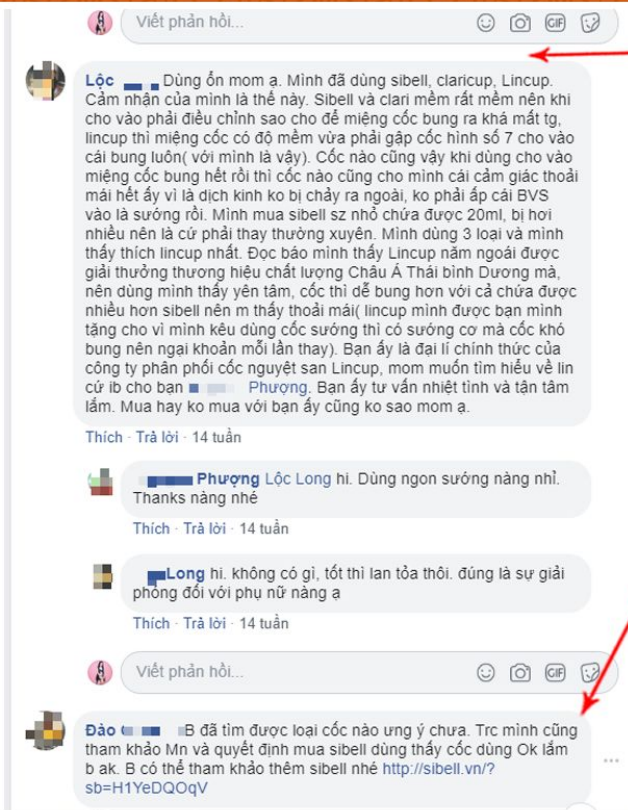 Viết phản hồi...
GIF
Lộc Dùng ổn mom ạ. Mình đã dùng sibell, claricup, Lincup.
Cảm nhận của mình là thế này. Sibell và clari mềm rất mềm nên khi
cho vào phải điều chỉnh sao cho để miệng cốc bung ra khá mất tg,
lincup thì miệng cốc có độ mềm vừa phải gập cốc hình số 7 cho vào
cái bung luôn( với mình là vậy). Cốc nào cũng vậy khi dùng cho vào
miệng cốc bung hết rồi thì cốc nào cũng cho mình cái cảm giác thoải
mái hết ấy vì là dịch kinh ko bị chảy ra ngoài, ko phải ấp cái BVS
vào là sướng rồi. Mình mua sibell sz nhỏ chứa được 20ml, bị hơi
nhiều nên là cứ phải thay thường xuyên. Mình dùng 3 loại và mình
thấy thích lincup nhất. Đọc báo mình thấy Lincup năm ngoái được
giải thưởng thương hiệu chất lượng Châu Á Thái bình Dương mà,
nên dùng mình thấy yên tâm, cốc thì dễ bung hơn với cả chứa được
nhiều hơn sibell nên m thấy thoải mái( lincup mình được bạn mình
tặng cho vì mình kêu dùng cốc sướng thì có sướng cơ mà cốc khó
bung nên ngại khoản mỗi lần thay). Bạn ấy là đại lí chính thức của
công ty phân phối cốc nguyệt san Lincup, mom muốn tìm hiểu về lin
cứ ib cho bạn Phượng. Bạn ấy tư vấn nhiệt tình và tận tâm
lắm. Mua hay ko mua với bạn ấy cũng ko sao mom ạ.
Thích · Trả lời · 14 tuần
Phượng Lộc Long hi. Dùng ngon sướng nàng nhỉ.
Thanks nàng nhé
Thích · Trả lời · 14 tuần
Long hi. không có gì, tốt thì lan tỏa thôi. đúng là sự giải
phóng đối với phụ nữ nàng ạ
Thích · Trả lời · 14 tuần
Viết phản hồi...
GIF
Đào B đã tìm được loại cốc nào ưng ý chưa. Trc mình cũng
tham khảo Mn và quyết định mua sibell dùng thấy cốc dùng Ok lắm
b ak. B có thể tham khảo thêm sibell nhé http://sibell.vn/?
sb=H1YeDQOqV